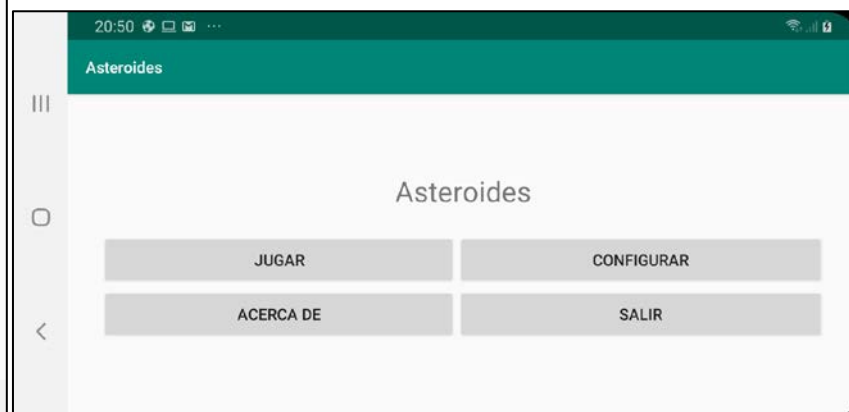 20:50 ...
Asteroides
Asteroides
JUGAR CONFIGURAR
ACERCA DE SALIR